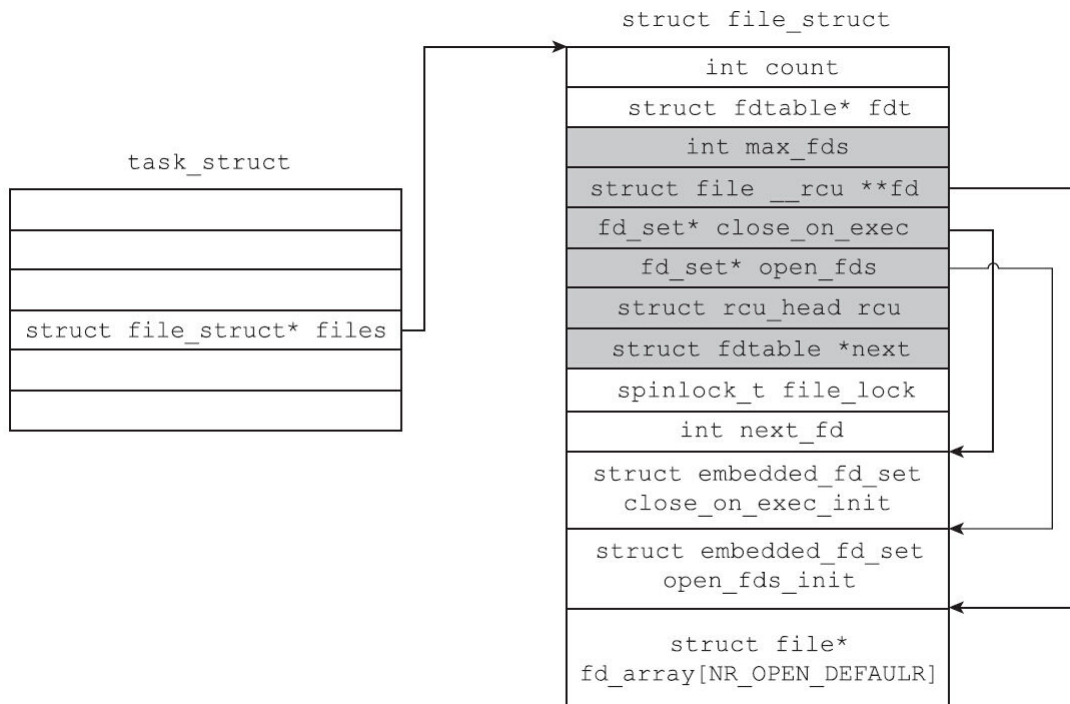 struct file_struct
int count
struct fdtable* fdt
int max_fds
task_struct
struct file __rcu **fd
fd_set* close_on_exec
fd_set* open_fds
struct rcu_head rcu
struct file_struct* files
struct fdtable *next
spinlock_t file_lock
int next_fd
struct embedded_fd_set
close_on_exec_init
struct embedded_fd_set
open_fds_init
struct file*
fd_array[NR_OPEN_DEFAULR]